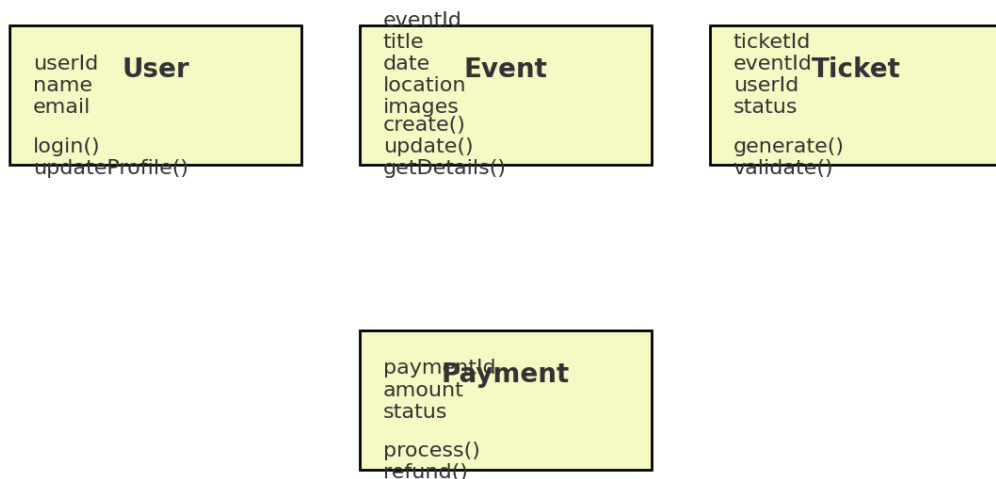 User
userId
name
email
login()
updateProfile()
Event
eventId
title
date
location
images
create()
update()
getDetails()
Ticket
ticketId
eventId
userId
status
generate()
validate()
Payment
paymentId
amount
status
process()
refund()